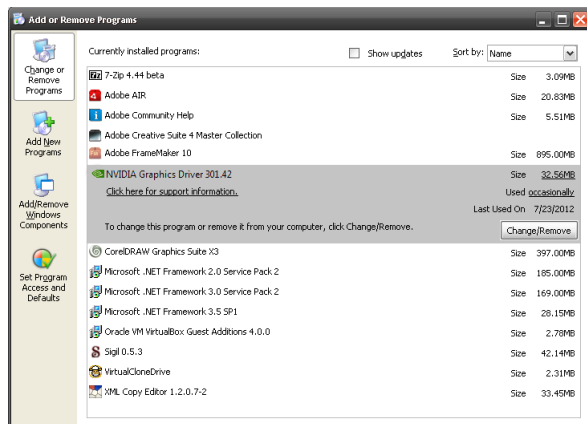 Add or Remove Programs
Change or
Remove
Programs
Add New
Programs
Add/Remove
Windows
Components
Set Program
Access and
Defaults
Currently installed programs:
Show updates
Sort by: Name
7-Zip 4.44 beta Size 3.09MB
Adobe AIR Size 20.83MB
Adobe Community Help Size 5.51MB
Adobe Creative Suite 4 Master Collection
Adobe FrameMaker 10 Size 895.00MB
NVIDIA Graphics Driver 301.42 Size 32.56MB
Click here for support information. Used occasionally
Last Used On 7/23/2012
To change this program or remove it from your computer, click Change/Remove. Change/Remove
CorelDRAW Graphics Suite X3 Size 397.00MB
Microsoft .NET Framework 2.0 Service Pack 2 Size 185.00MB
Microsoft .NET Framework 3.0 Service Pack 2 Size 169.00MB
Microsoft .NET Framework 3.5 SP1 Size 28.15MB
Oracle VM VirtualBox Guest Additions 4.0.0 Size 2.78MB
Sigil 0.5.3 Size 42.14MB
VirtualCloneDrive Size 2.31MB
XML Copy Editor 1.2.0.7-2 Size 33.45MB